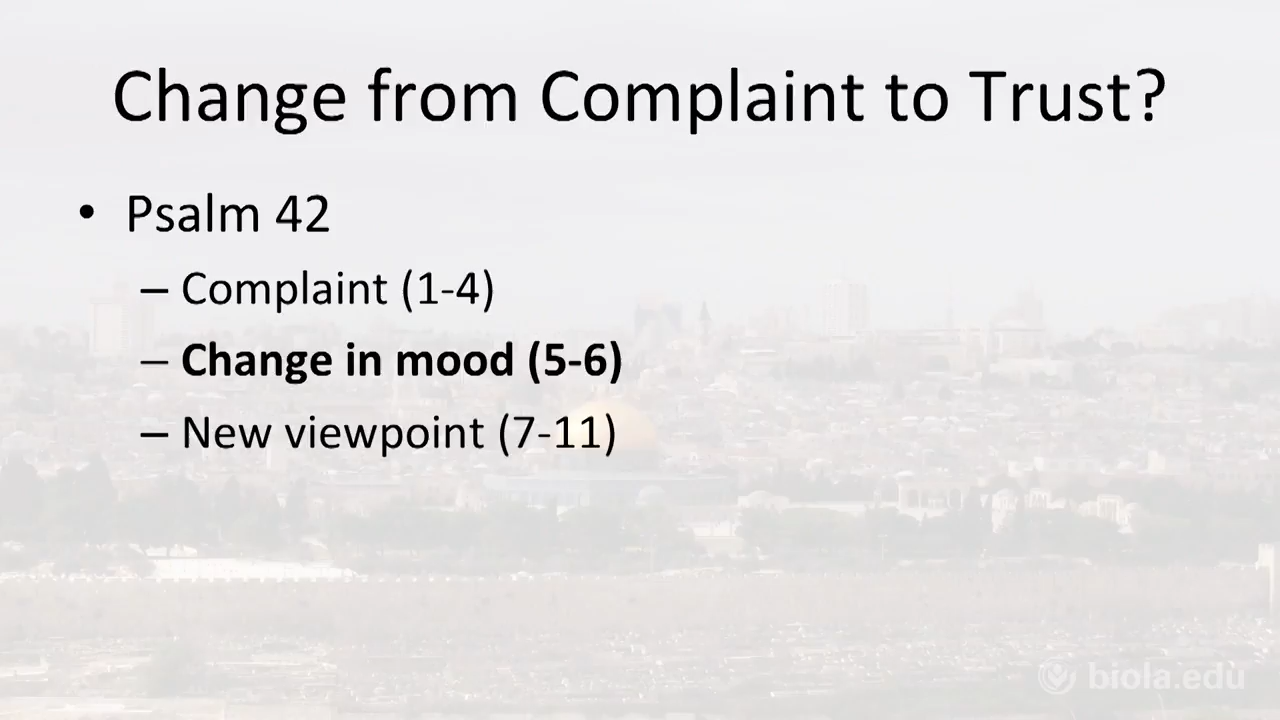 Change from Complaint to Trust?
• Psalm 42
– Complaint (1-4)
– Change in mood (5-6)
– New viewpoint (7-11)
biola.edu